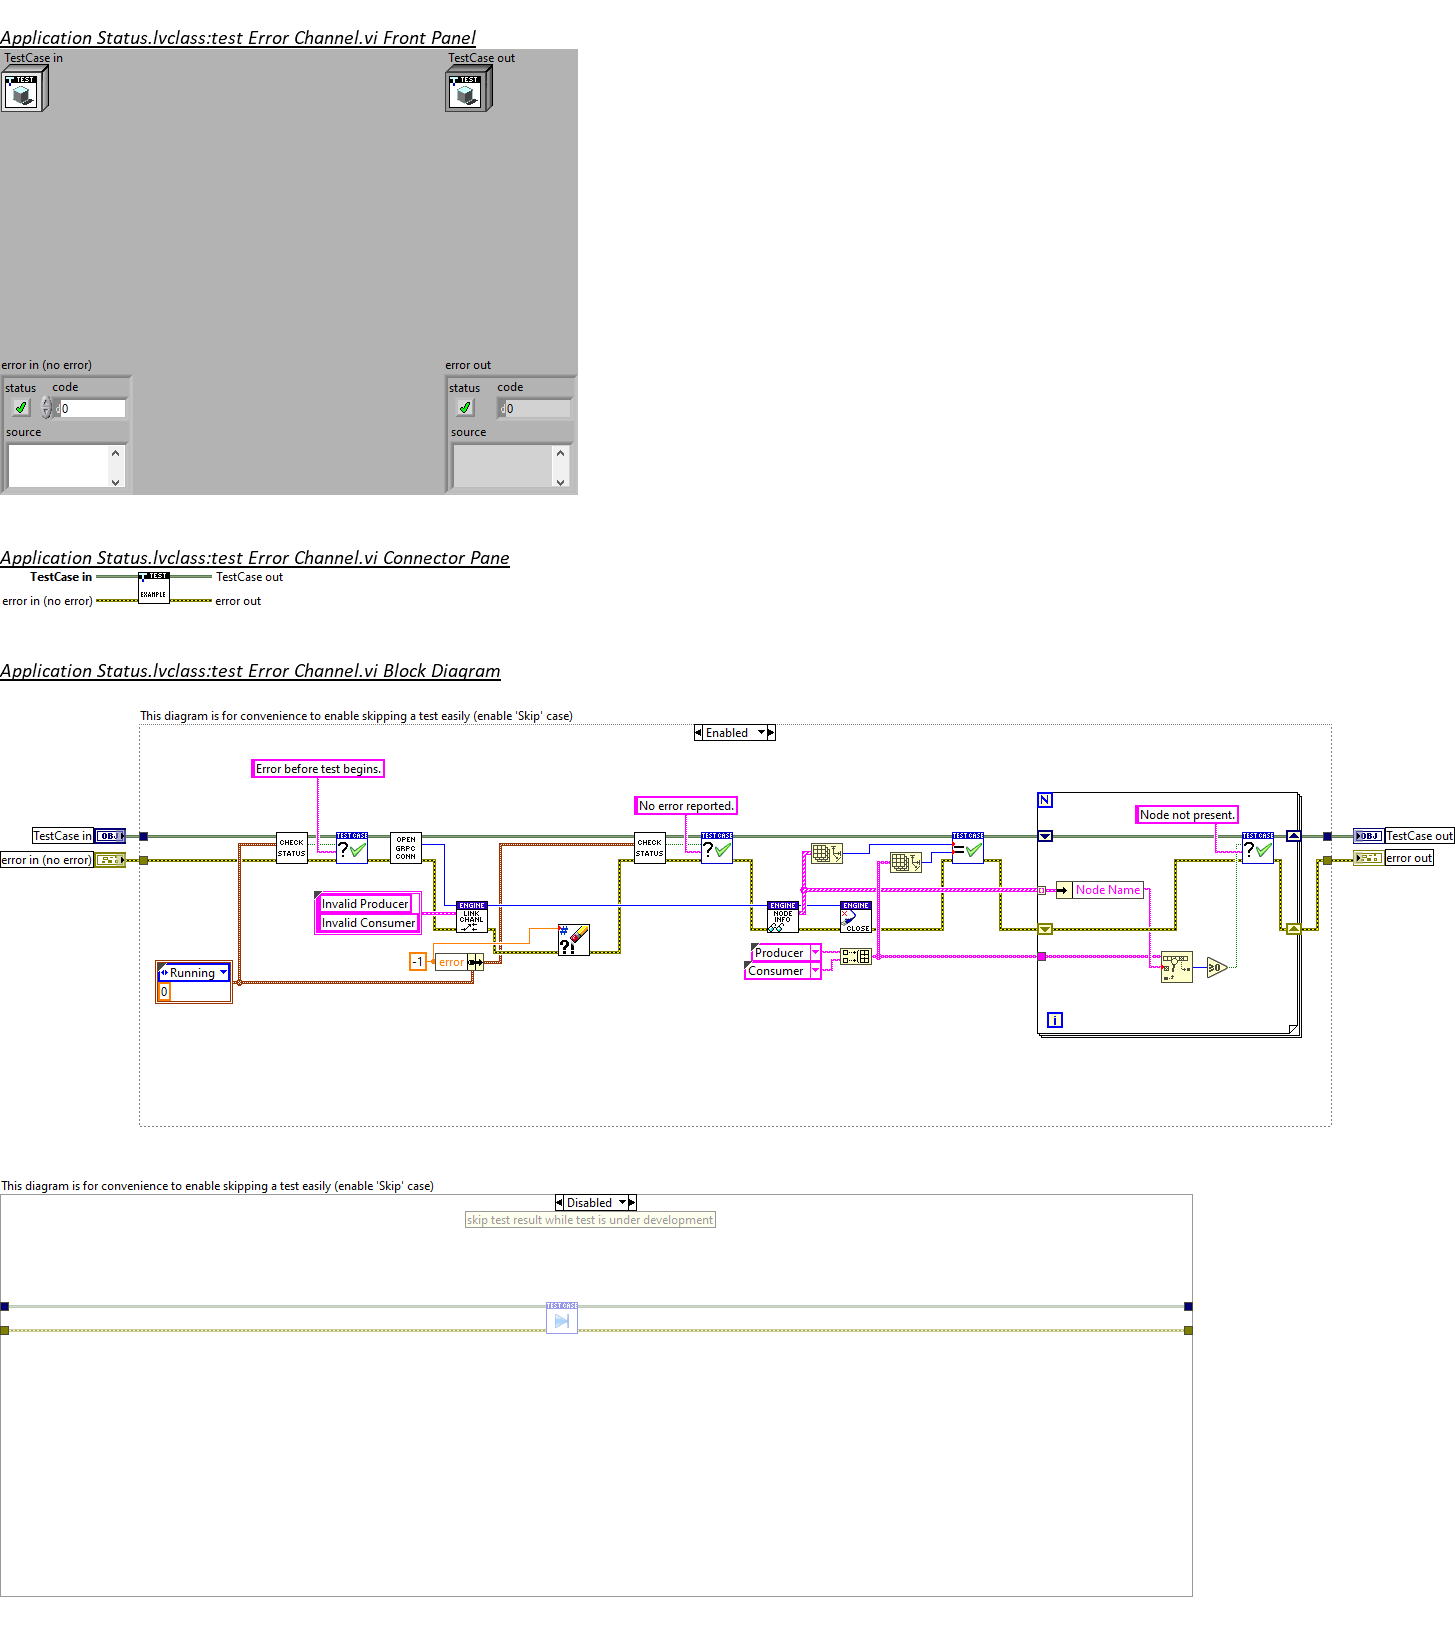 Application Status.lvclass:test Error Channel.vi Front Panel
TestCase in
TestCase out
TEST
TEST
error in (no error)
error out
status
code
status
code
d 0
d 0
source
source
Application Status.lvclass:test Error Channel.vi Connector Pane
TestCase in
TEST
EXAMPLE
TestCase out
error in (no error)
error out
Application Status.lvclass:test Error Channel.vi Block Diagram
This diagram is for convenience to enable skipping a test easily (enable 'Skip' case)
Enabled
Error before test begins.
No error reported.
N
Node not present.
TestCase in
OBJ
CHECK STATUS
TEST CASE
?
OPEN GRPC CONN
CHECK STATUS
TEST CASE
?
TEST CASE
=
TEST CASE
?
OBJ
TestCase out
error in (no error)
error out
Invalid Producer
Invalid Consumer
ENGINE
LINK CHANL
ENGINE
NODE INFO
ENGINE
CLOSE
Node Name
#
?!
-1
error
Producer
Consumer
Running
0
≥0
i
This diagram is for convenience to enable skipping a test easily (enable 'Skip' case)
Disabled
skip test result while test is under development
TEST CASE